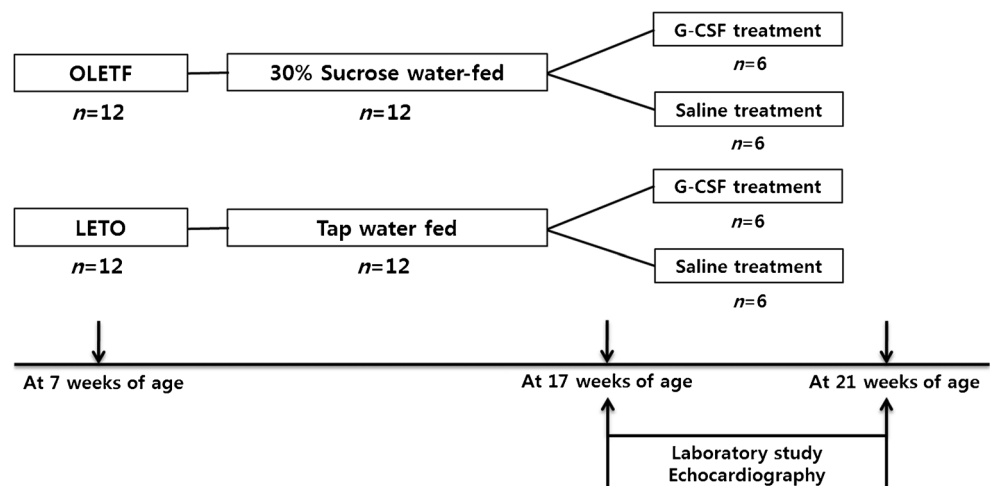 OLETF
n=12
30% Sucrose water-fed
n=12
G-CSF treatment
n=6
Saline treatment
n=6
LETO
n=12
Tap water fed
n=12
G-CSF treatment
n=6
Saline treatment
n=6
At 7 weeks of age
At 17 weeks of age
At 21 weeks of age
Laboratory study
Echocardiography